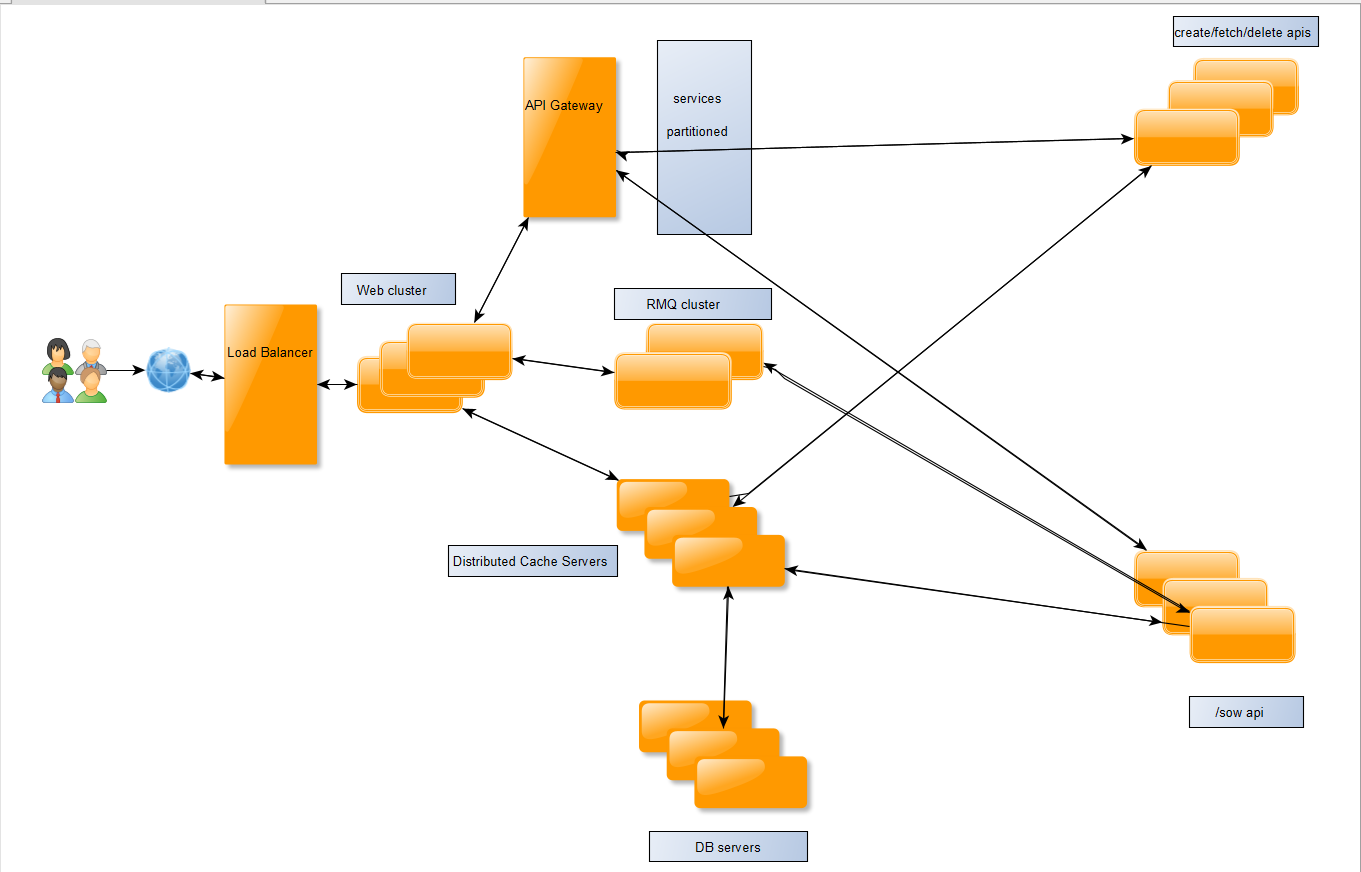 create/fetch/delete apis
API Gateway
services
partitioned
Web cluster
RMQ cluster
Load Balancer
Distributed Cache Servers
/sow api
DB servers